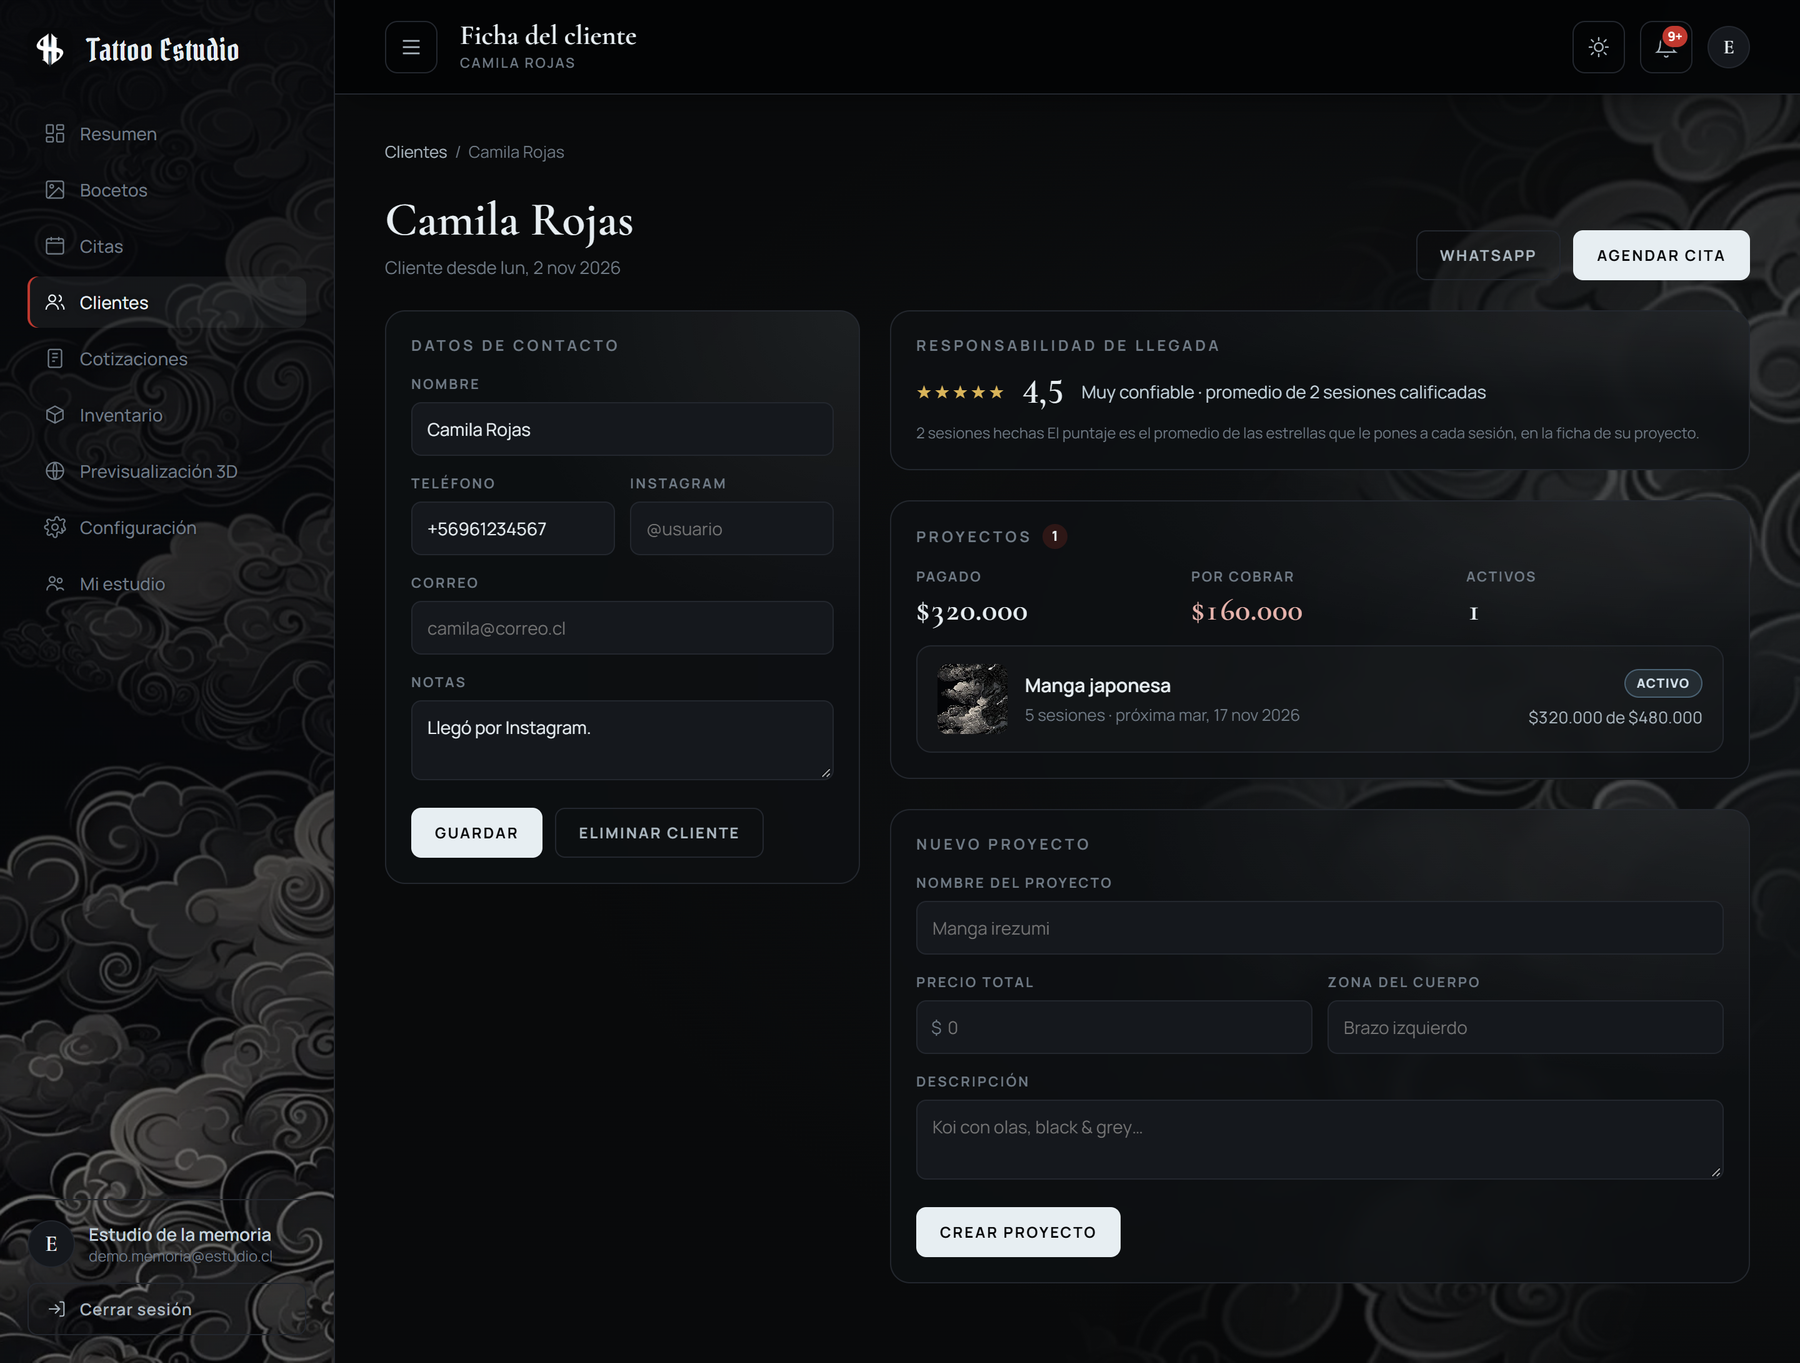 Tattoo Estudio
Resumen
Bocetos
Citas
Clientes
Cotizaciones
Inventario
Previsualización 3D
Configuración
Mi estudio
E
Estudio de la memoria
demo.memoria@estudio.cl
Cerrar sesión
Ficha del cliente
CAMILA ROJAS
9+
E
Clientes / Camila Rojas
Camila Rojas
Cliente desde lun, 2 nov 2026
WHATSAPP
AGENDAR CITA
DATOS DE CONTACTO
NOMBRE
Camila Rojas
TELÉFONO INSTAGRAM
+56961234567 @usuario
CORREO
camila@correo.cl
NOTAS
Llegó por Instagram.
GUARDAR ELIMINAR CLIENTE
RESPONSABILIDAD DE LLEGADA
★★★★★ 4,5 Muy confiable · promedio de 2 sesiones calificadas
2 sesiones hechas El puntaje es el promedio de las estrellas que le pones a cada sesión, en la ficha de su proyecto.
PROYECTOS 1
PAGADO POR COBRAR ACTIVOS
$320.000 $160.000 1
Manga japonesa
ACTIVO
5 sesiones · próxima mar, 17 nov 2026
$320.000 de $480.000
NUEVO PROYECTO
NOMBRE DEL PROYECTO
Manga irezumi
PRECIO TOTAL ZONA DEL CUERPO
$ 0 Brazo izquierdo
DESCRIPCIÓN
Koi con olas, black & grey…
CREAR PROYECTO